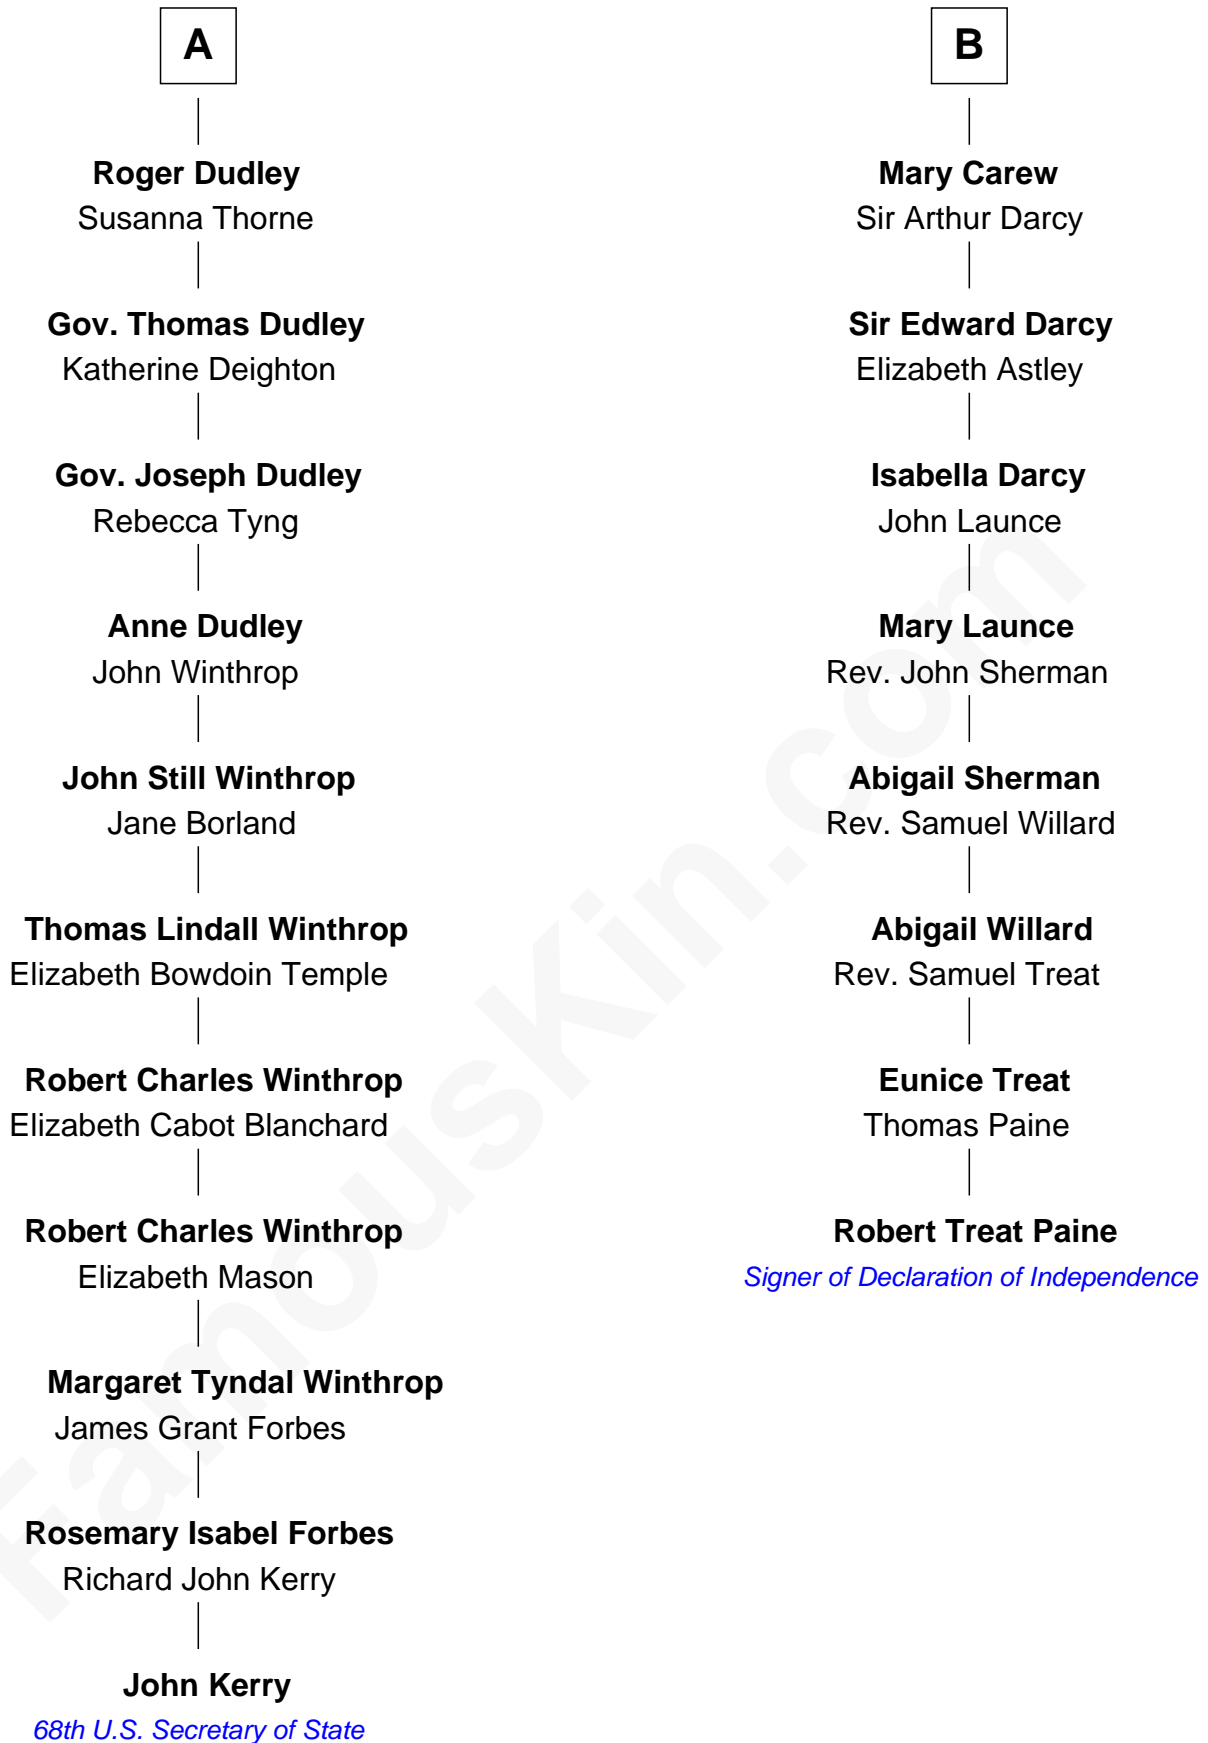 A
Roger Dudley
Susanna Thorne
Gov. Thomas Dudley
Katherine Deighton
Gov. Joseph Dudley
Rebecca Tyng
Anne Dudley
John Winthrop
John Still Winthrop
Jane Borland
Thomas Lindall Winthrop
Elizabeth Bowdoin Temple
Robert Charles Winthrop
Elizabeth Cabot Blanchard
Robert Charles Winthrop
Elizabeth Mason
Margaret Tyndal Winthrop
James Grant Forbes
Rosemary Isabel Forbes
Richard John Kerry
John Kerry
68th U.S. Secretary of State
B
Mary Carew
Sir Arthur Darcy
Sir Edward Darcy
Elizabeth Astley
Isabella Darcy
John Launce
Mary Launce
Rev. John Sherman
Abigail Sherman
Rev. Samuel Willard
Abigail Willard
Rev. Samuel Treat
Eunice Treat
Thomas Paine
Robert Treat Paine
Signer of Declaration of Independence
FamousKin.com